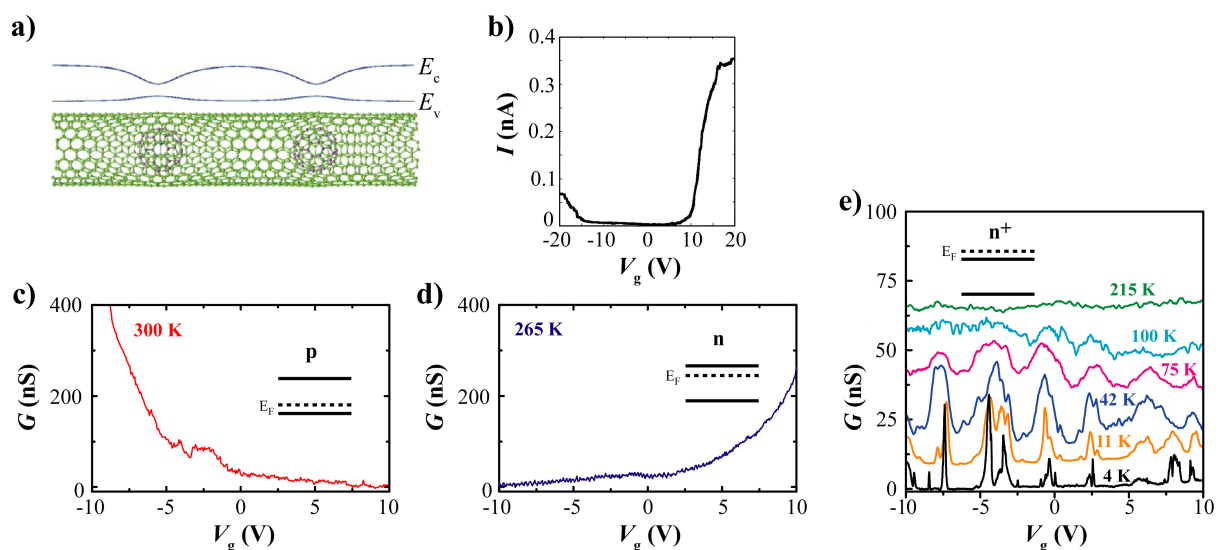 a)
E_c
E_v
b)
0.4
0.3
0.2
0.1
0
I (nA)
-20 -10 0 10 20
V_g (V)
c)
400
200
0
G (nS)
300 K
p
E_F
-10 -5 0 5 10
V_g (V)
d)
400
200
0
G (nS)
265 K
n
E_F
-10 -5 0 5 10
V_g (V)
e)
100
75
50
25
0
G (nS)
n+
E_F
215 K
100 K
75 K
42 K
11 K
4 K
-10 -5 0 5 10
V_g (V)